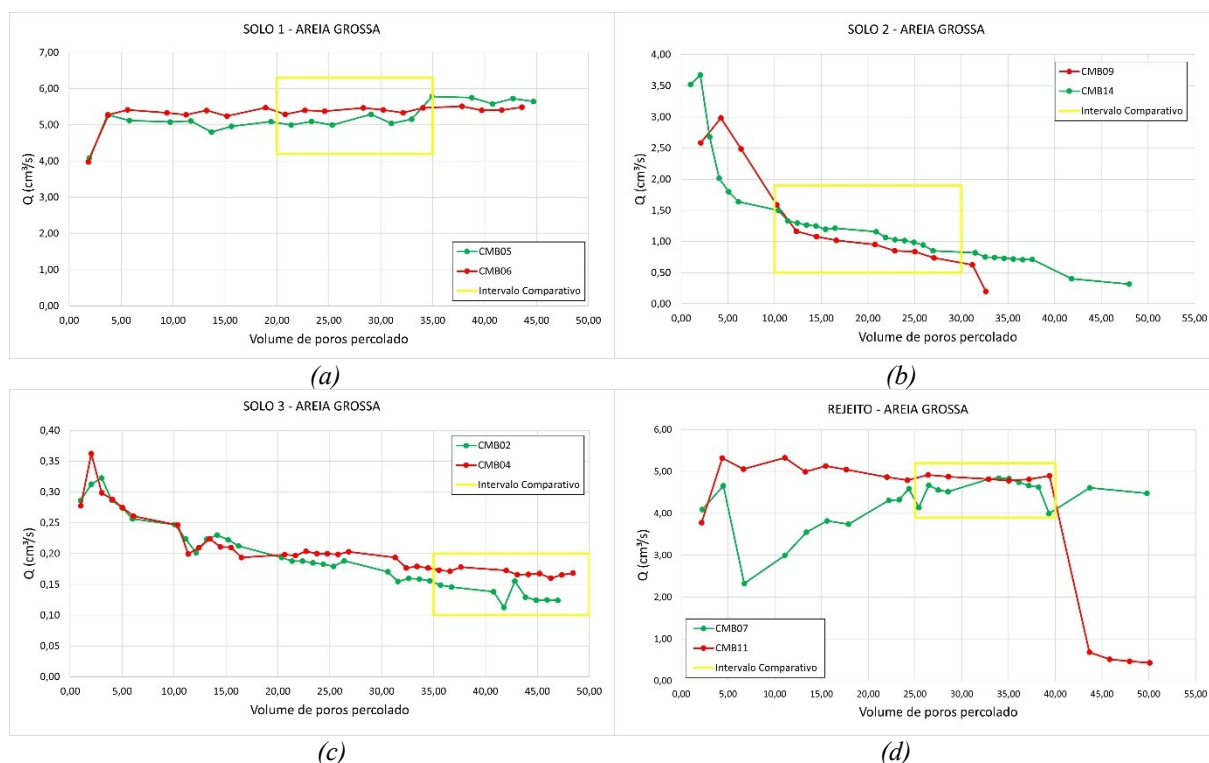 SOLO 1 - AREIA GROSSA
7,00
6,00
5,00
4,00
3,00
2,00
1,00
0,00
Q (cm³/s)
CMB05
CMB06
Intervalo Comparativo
0,00 5,00 10,00 15,00 20,00 25,00 30,00 35,00 40,00 45,00 50,00
Volume de poros percolado
(a)
SOLO 2 - AREIA GROSSA
4,00
3,50
3,00
2,50
2,00
1,50
1,00
0,50
0,00
Q (cm³/s)
CMB09
CMB14
Intervalo Comparativo
0,00 5,00 10,00 15,00 20,00 25,00 30,00 35,00 40,00 45,00 50,00 55,00
Volume de poros percolado
(b)
SOLO 3 - AREIA GROSSA
0,40
0,35
0,30
0,25
0,20
0,15
0,10
0,05
0,00
Q (cm³/s)
CMB02
CMB04
Intervalo Comparativo
0,00 5,00 10,00 15,00 20,00 25,00 30,00 35,00 40,00 45,00 50,00
Volume de poros percolado
(c)
REJEITO - AREIA GROSSA
6,00
5,00
4,00
3,00
2,00
1,00
0,00
Q (cm³/s)
CMB07
CMB11
Intervalo Comparativo
0,00 5,00 10,00 15,00 20,00 25,00 30,00 35,00 40,00 45,00 50,00 55,00
Volume de poros percolado
(d)